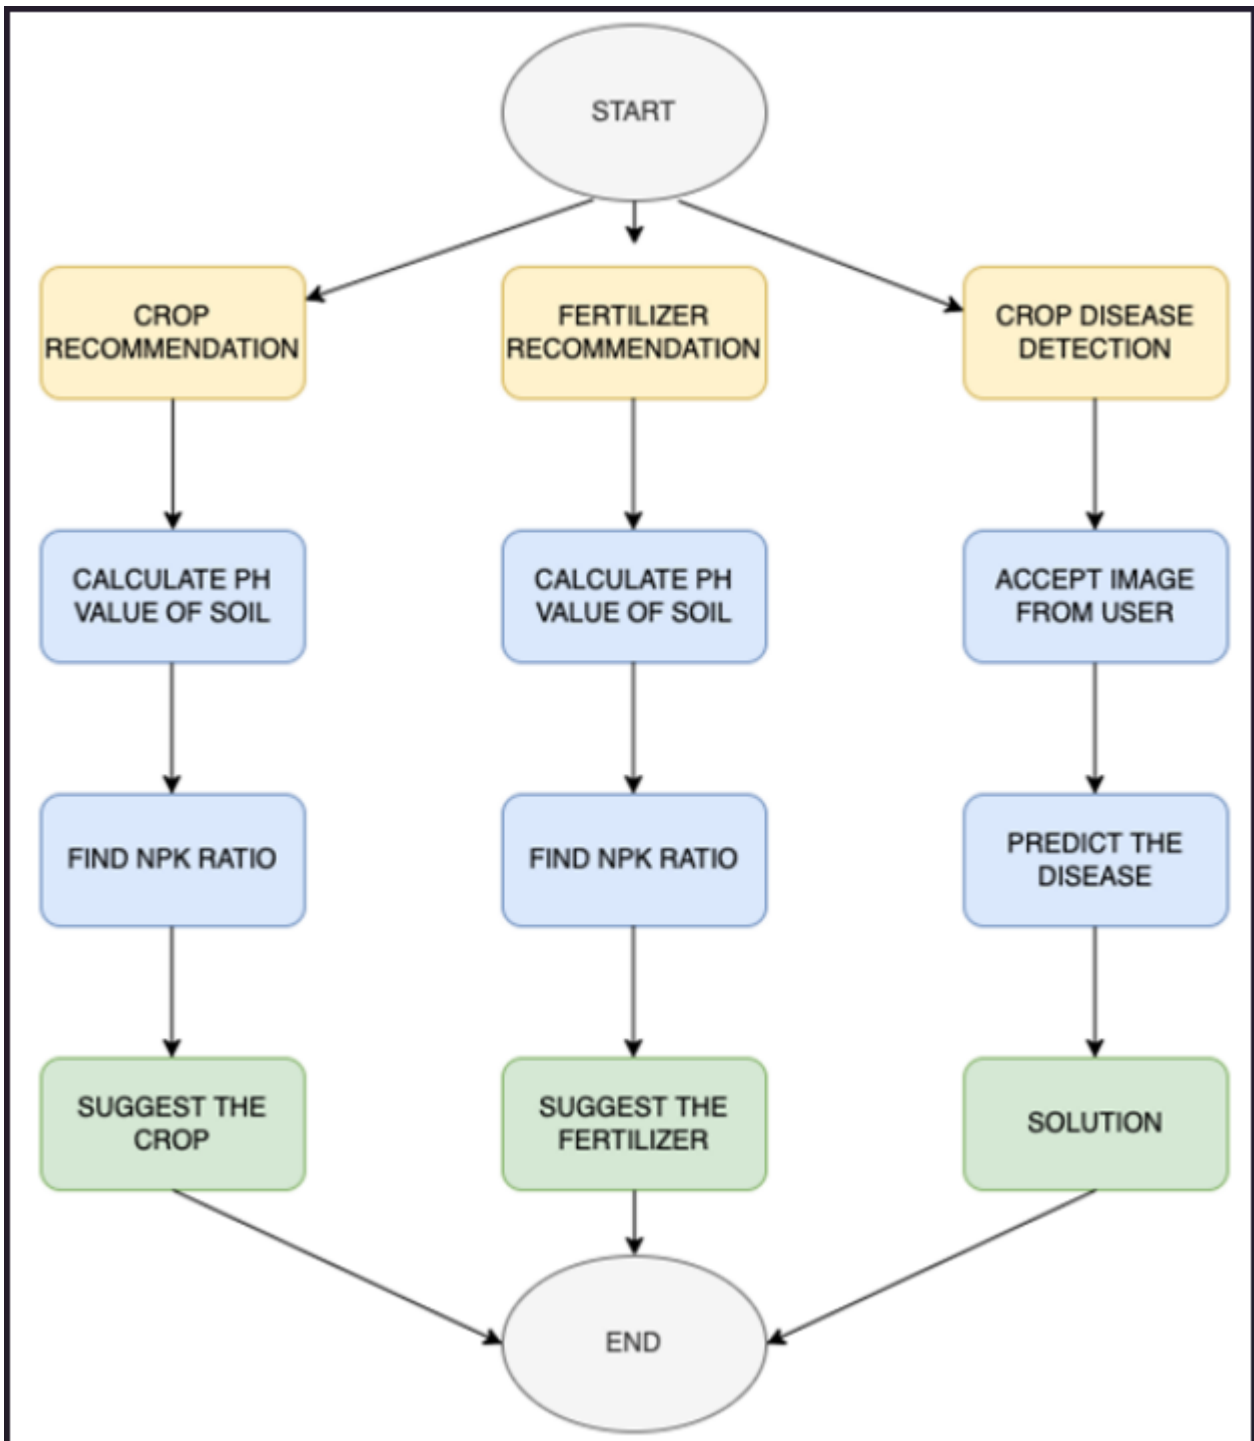 START
CROP
RECOMMENDATION
FERTILIZER
RECOMMENDATION
CROP DISEASE
DETECTION
CALCULATE PH
VALUE OF SOIL
CALCULATE PH
VALUE OF SOIL
ACCEPT IMAGE
FROM USER
FIND NPK RATIO
FIND NPK RATIO
PREDICT THE
DISEASE
SUGGEST THE
CROP
SUGGEST THE
FERTILIZER
SOLUTION
END